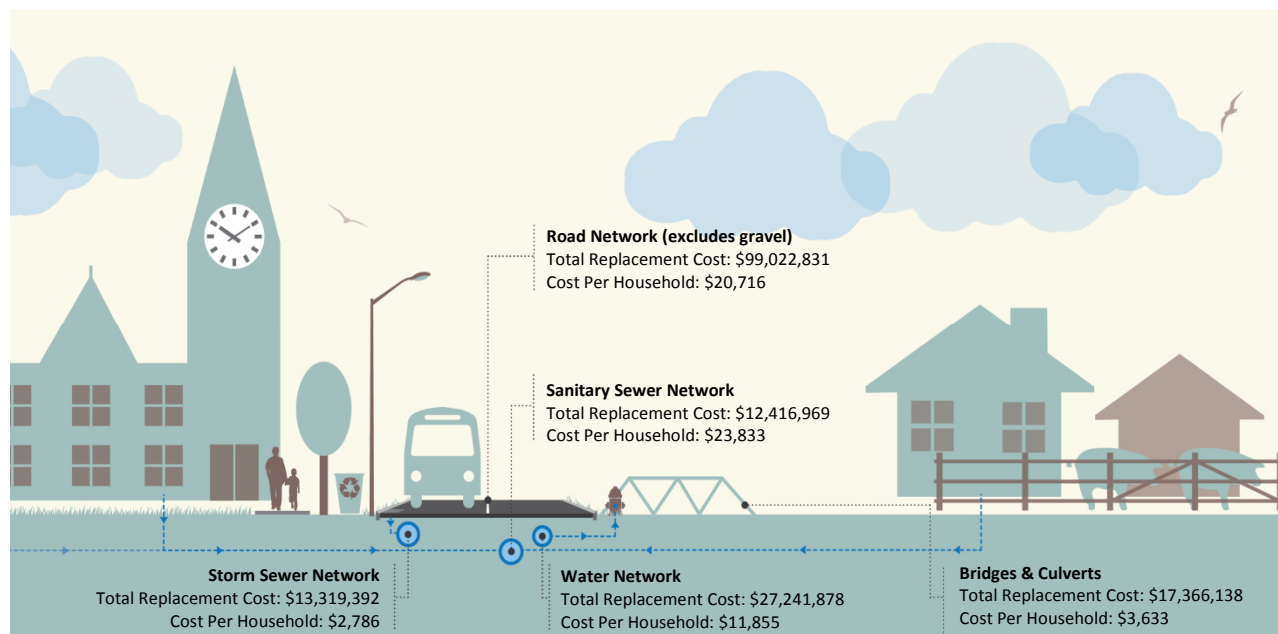 Road Network (excludes gravel)
Total Replacement Cost: $99,022,831
Cost Per Household: $20,716
Sanitary Sewer Network
Total Replacement Cost: $12,416,969
Cost Per Household: $23,833
Storm Sewer Network
Total Replacement Cost: $13,319,392
Cost Per Household: $2,786
Water Network
Total Replacement Cost: $27,241,878
Cost Per Household: $11,855
Bridges & Culverts
Total Replacement Cost: $17,366,138
Cost Per Household: $3,633